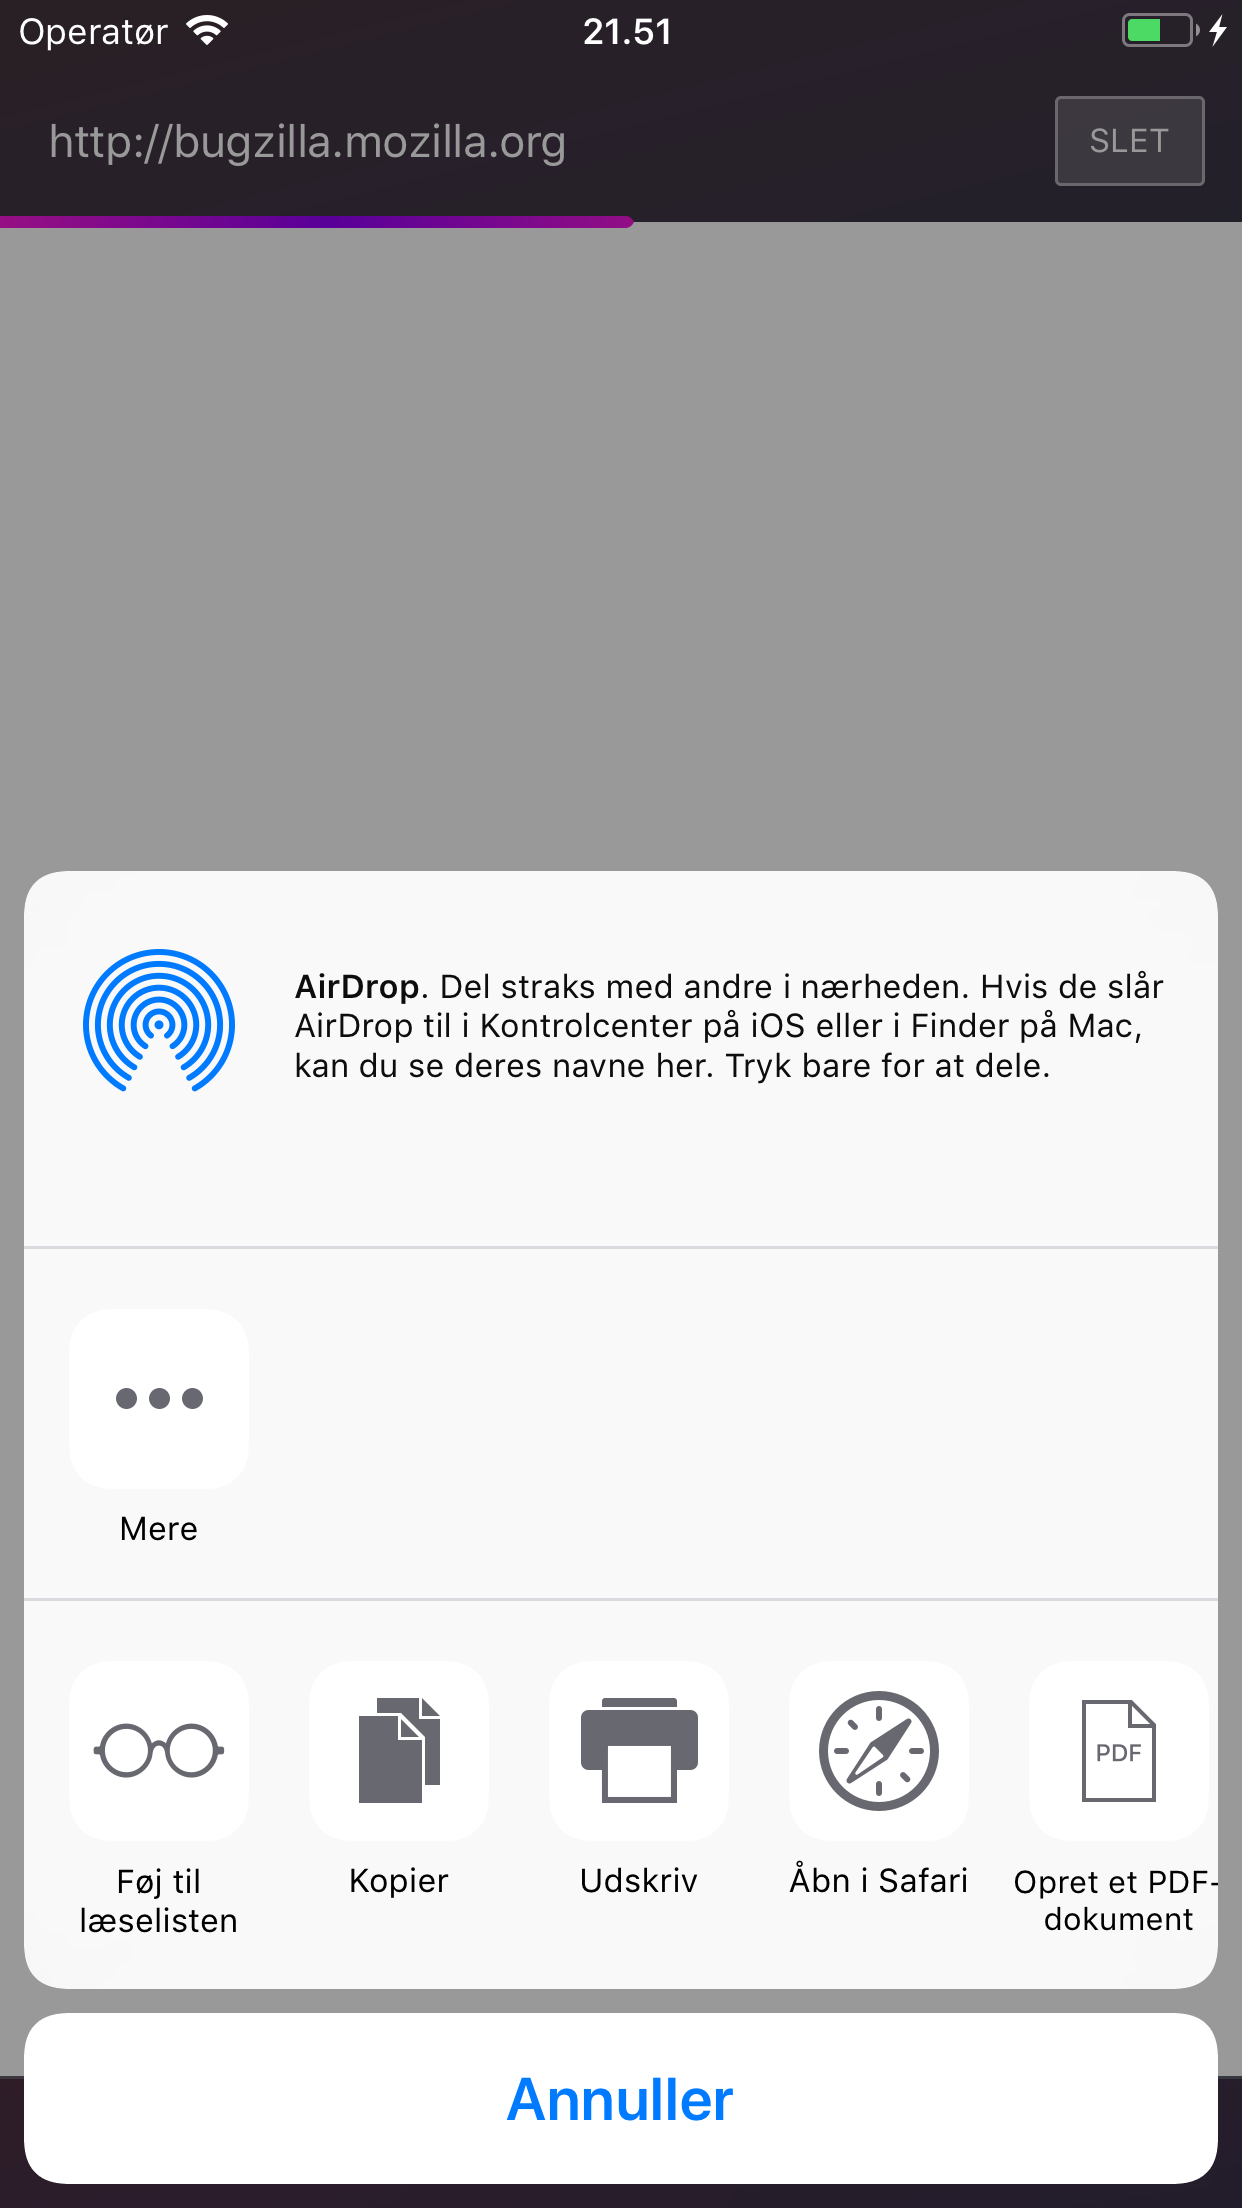 Operatør
21.51
http://bugzilla.mozilla.org
SLET
AirDrop. Del straks med andre i nærheden. Hvis de slår
AirDrop til i Kontrolcenter på iOS eller i Finder på Mac,
kan du se deres navne her. Tryk bare for at dele.
Mere
Føj til
læselisten
Kopier
Udskriv
Åbn i Safari
PDF
Opret et PDF-
dokument
Annuller